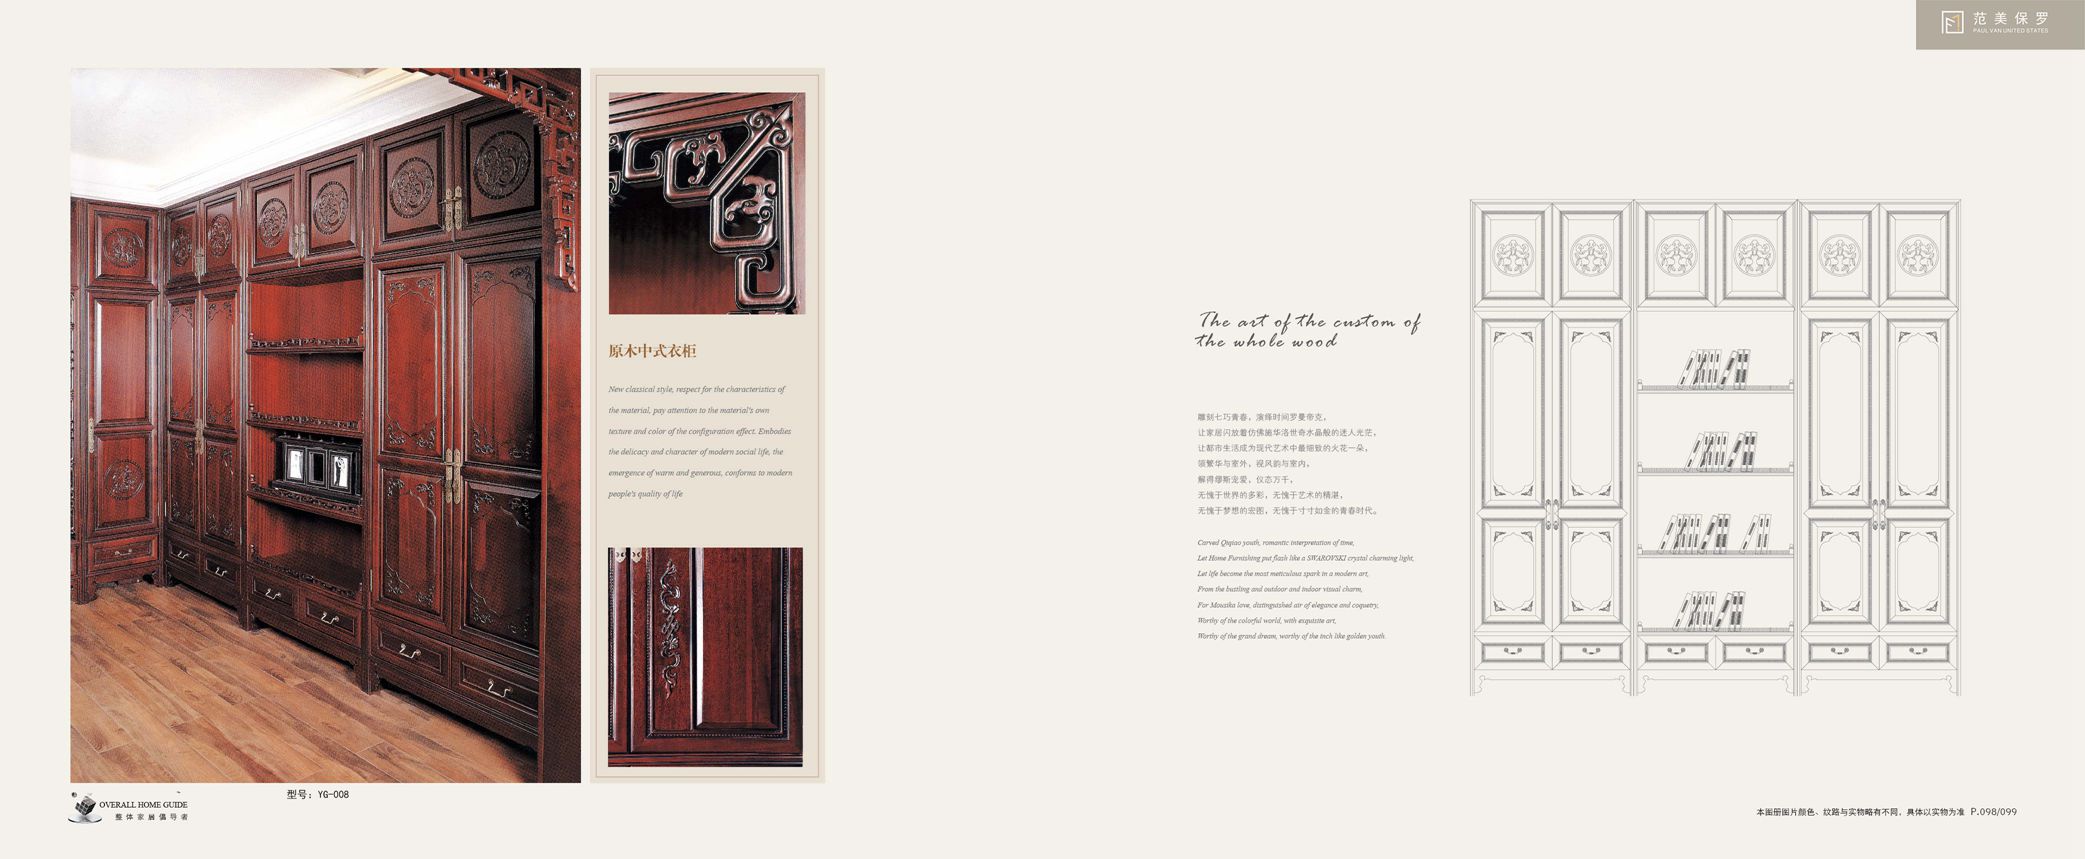 范美保罗
PAUL VAN UNITED STATES
原木中式衣柜
New classical style, respect for the characteristics of
the material, pay attention to the material's own
texture and color of the configuration effect. Embodies
the delicacy and character of modern social life, the
emergence of warm and generous, conforms to modern
people's quality of life
型号：YG-008
OVERALL HOME GUIDE
整体家居倡导者
The art of the custom of
the whole wood
雕刻七巧青春，演绎时间罗曼帝克，
让家居闪放着仿佛施华洛世奇水晶般的迷人光茫，
让都市生活成为现代艺术中最细致的火花一朵，
领繁华与室外，视风韵与室内，
解得缪斯宠爱，仪态万千，
无愧于世界的多彩，无愧于艺术的精湛，
无愧于梦想的宏图，无愧于寸寸如金的青春时代。
Carved Qiqiao youth, romantic interpretation of time,
Let Home Furnishing put flash like a SWAROVSKI crystal charming light,
Let life become the most meticulous spark in a modern art,
From the bustling and outdoor and indoor visual charm,
For Mousika love, distinguished air of elegance and coquetry,
Worthy of the colorful world, with exquisite art,
Worthy of the grand dream, worthy of the inch like golden youth.
本画册图片颜色、纹路与实物略有不同，具体以实物为准 P.098/099